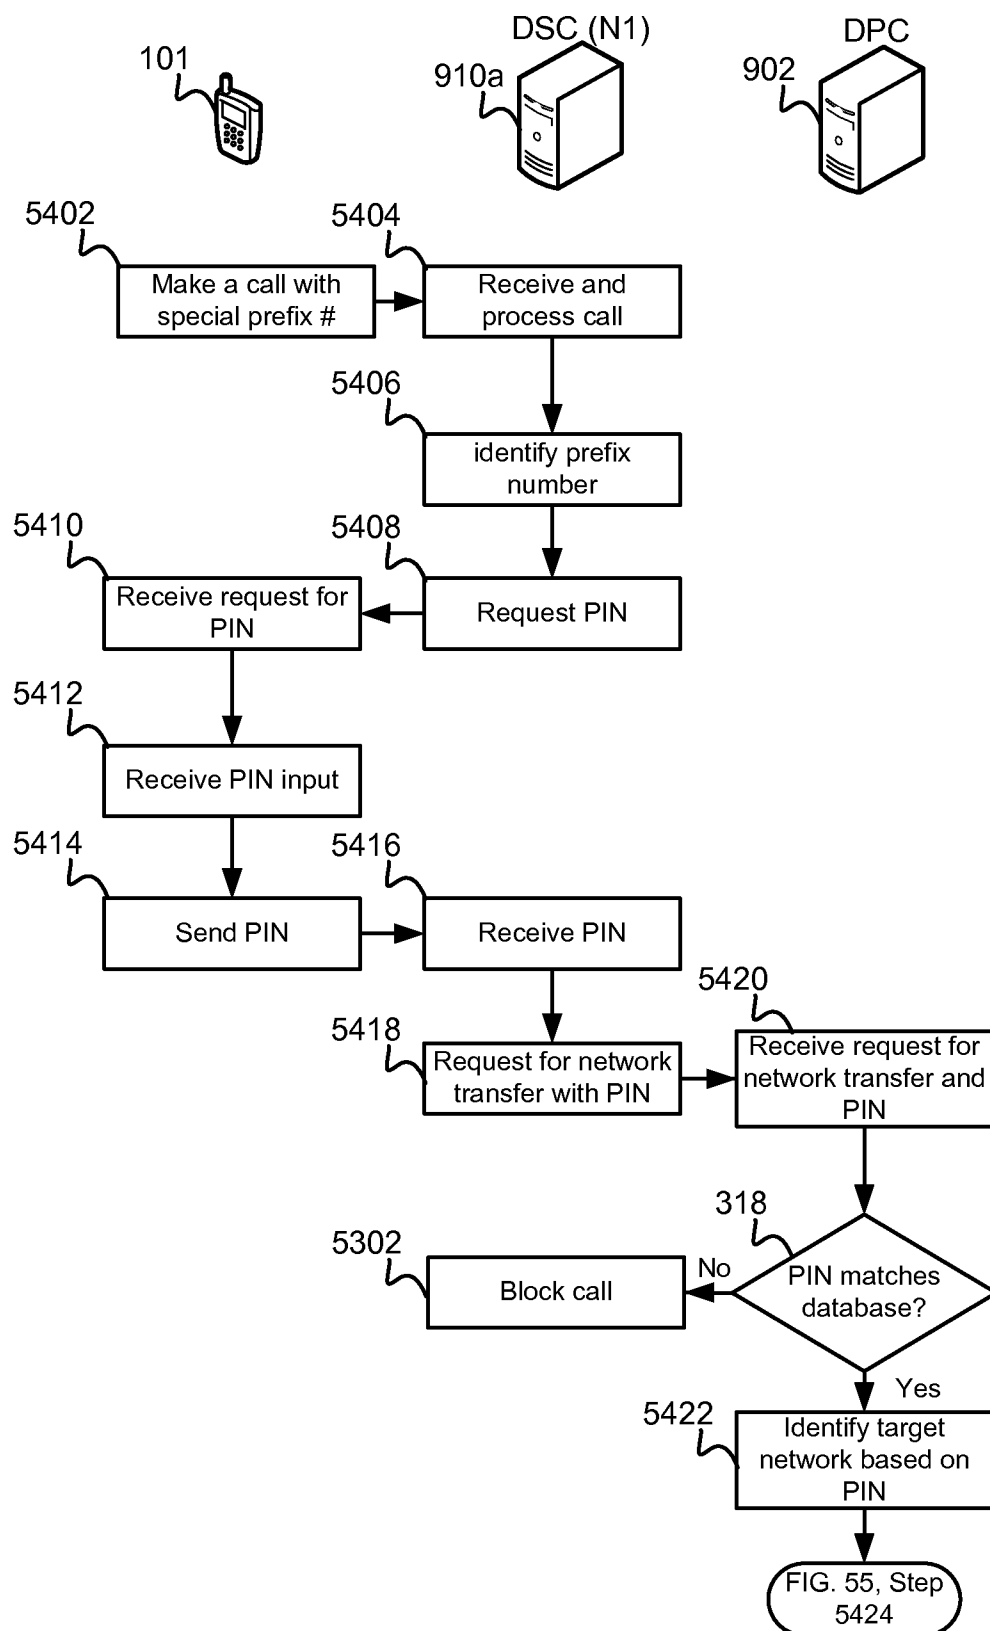 DSC (N1)
DPC
101
910a
902
5402
5404
Make a call with
special prefix #
Receive and
process call
5406
identify prefix
number
5410
5408
Receive request for
PIN
Request PIN
5412
Receive PIN input
5414
5416
Send PIN
Receive PIN
5420
5418
Request for network
transfer with PIN
Receive request for
network transfer and
PIN
318
5302
Block call
No
PIN matches
database?
Yes
5422
Identify target
network based on
PIN
FIG. 55, Step
5424